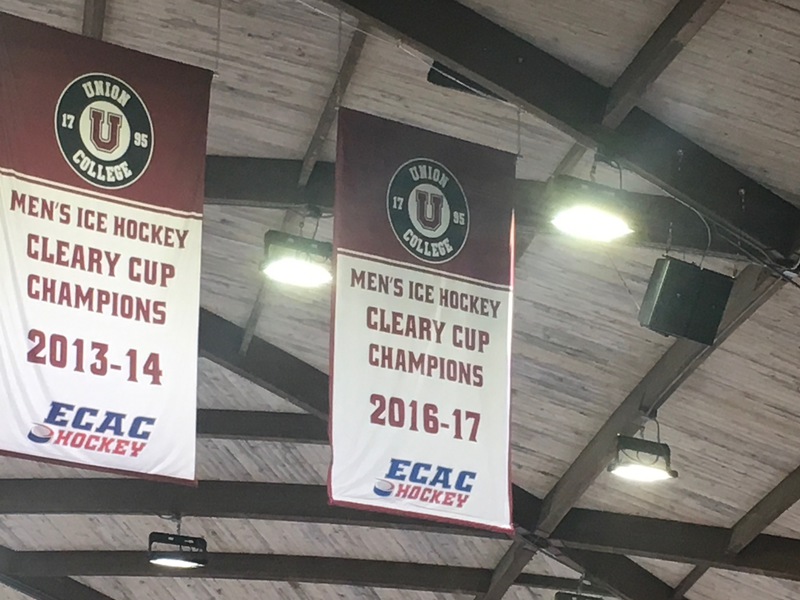 UNION
17 U 95
COLLEGE
MEN'S ICE HOCKEY
CLEARY CUP
CHAMPIONS
2013-14
ECAC
HOCKEY
UNION
17 U 95
COLLEGE
MEN'S ICE HOCKEY
CLEARY CUP
CHAMPIONS
2016-17
ECAC
HOCKEY